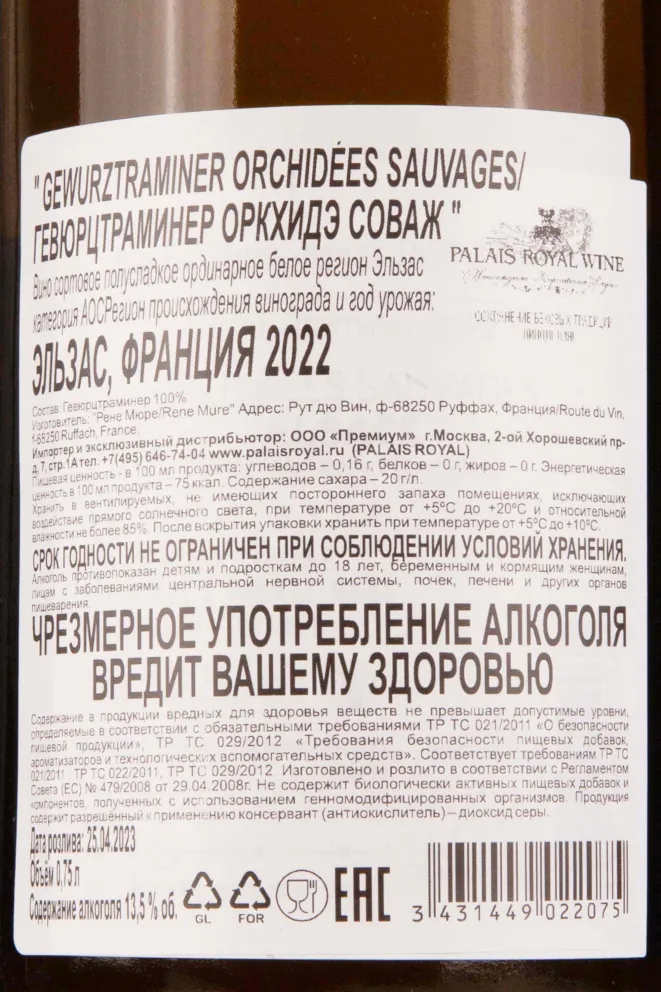 " GEWURZTRAMINER ORCHIDÉES SAUVAGES/
ГЕВЮРЦТРАМИНЕР ОРКХИДЭ СОВАЖ "
Вино сортовое полусладкое ординарное белое регион Эльзас
категория АОСРегион происхождения винограда и год урожая:
ЭЛЬЗАС, ФРАНЦИЯ 2022
PALAIS ROYAL WINE
Состав: Гевюрцтраминер 100%
Изготовитель: "Рене Мюре/Rene Mure" Адрес: Рут дю Вин, ф-68250 Руффах, Франция/Route du Vin,
f-68250 Ruffach, France.
Импортер и эксклюзивный дистрибьютор: ООО «Премиум» г.Москва, 2-ой Хорошевский пр-
д, 7, стр.1А тел. +7(495) 646-74-04 www.palaisroyal.ru (PALAIS ROYAL)
Пищевая ценность - в 100 мл продукта: углеводов – 0,16 г, белков – 0 г, жиров – 0 г. Энергетическая
ценность в 100 мл продукта – 75 ккал. Содержание сахара – 20 г/л.
Хранить в вентилируемых, не имеющих постороннего запаха помещениях, исключающих
воздействие прямого солнечного света, при температуре от +5°С до +20°С и относительной
влажности не более 85%. После вскрытия упаковки хранить при температуре от +5°С до +10°С.
СРОК ГОДНОСТИ НЕ ОГРАНИЧЕН ПРИ СОБЛЮДЕНИИ УСЛОВИЙ ХРАНЕНИЯ.
Алкоголь противопоказан детям и подросткам до 18 лет, беременным и кормящим женщинам,
лицам с заболеваниями центральной нервной системы, почек, печени и других органов
пищеварения.
ЧРЕЗМЕРНОЕ УПОТРЕБЛЕНИЕ АЛКОГОЛЯ
ВРЕДИТ ВАШЕМУ ЗДОРОВЬЮ
Содержание в продукции вредных для здоровья веществ не превышает допустимые уровни,
определяемые в соответствии с обязательными требованиями ТР ТС 021/2011 «О безопасности
пищевой продукции», ТР ТС 029/2012 «Требования безопасности пищевых добавок,
ароматизаторов и технологических вспомогательных средств». Соответствует требованиям ТР ТС
021/2011 ТР ТС 022/2011, ТР ТС 029/2012. Изготовлено и розлито в соответствии с Регламентом
Совета (ЕС) № 479/2008 от 29.04.2008г. Не содержит биологически активных пищевых добавок и
компонентов, полученных с использованием генномодифицированных организмов. Продукция
содержит разрешённый к применению консервант (антиокислитель) – диоксид серы.
Дата розлива: 25.04.2023
Объём 0,75 л
Содержание алкоголя 13,5 % об.
GL
FOR
EAC
3 431449 022075